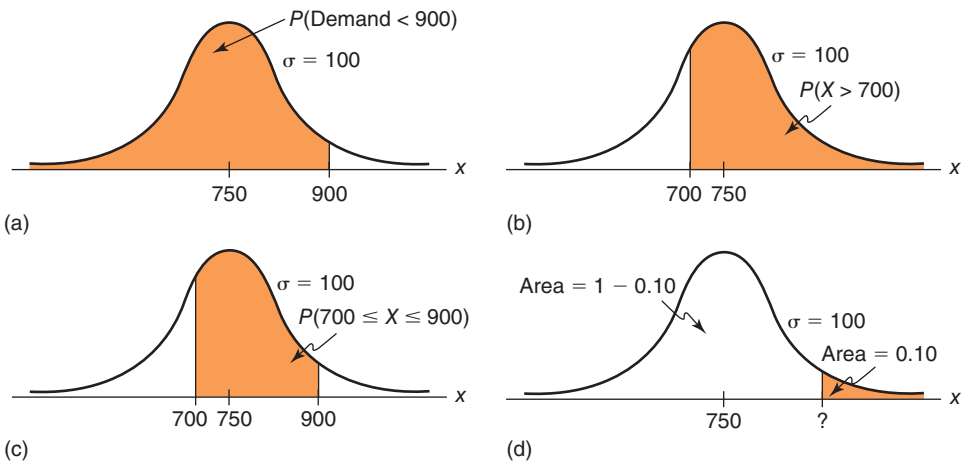 P(Demand < 900)
σ = 100
x
750
900
(a)
σ = 100
P(X > 700)
x
700
750
(b)
σ = 100
P(700 ≤ X ≤ 900)
x
700
750
900
(c)
Area = 1 − 0.10
σ = 100
Area = 0.10
x
750
?
(d)